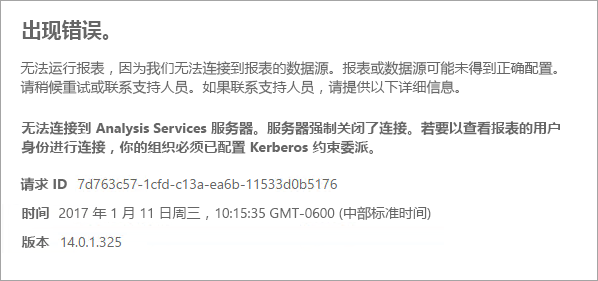 出现错误。
无法运行报表，因为我们无法连接到报表的数据源。报表或数据源可能未得到正确配置。
请稍候重试或联系支持人员。如果联系支持人员，请提供以下详细信息。
无法连接到 Analysis Services 服务器。服务器强制关闭了连接。若要以查看报表的用户
身份进行连接，你的组织必须已配置 Kerberos 约束委派。
请求 ID 7d763c57-1cfd-c13a-ea6b-11533d0b5176
时间 2017 年 1 月 11 日周三，10:15:35 GMT-0600 (中部标准时间)
版本 14.0.1.325